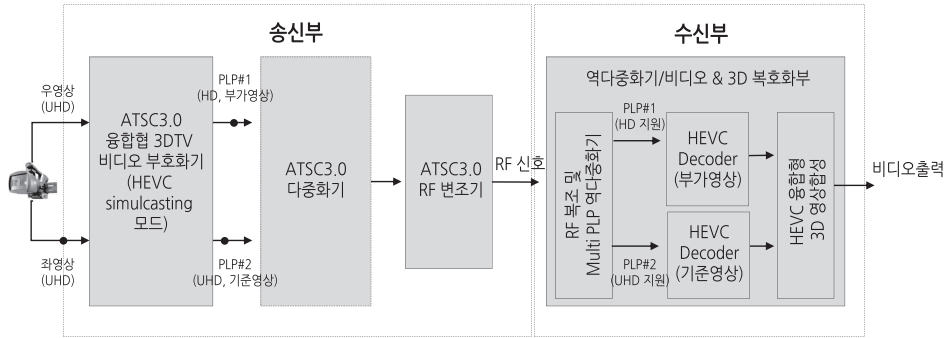 송신부
우영상
(UHD)
좌영상
(UHD)
ATSC3.0
융합협 3DTV
비디오 부호화기
(HEVC
simulcasting
모드)
PLP#1
(HD, 부가영상)
PLP#2
(UHD, 기준영상)
ATSC3.0
다중화기
ATSC3.0
RF 변조기
RF 신호
수신부
역다중화기/비디오 & 3D 복호화부
RF 복조 및
Multi PLP 역다중화기
PLP#1
(HD 지원)
PLP#2
(UHD 지원)
HEVC
Decoder
(부가영상)
HEVC
Decoder
(기준영상)
HEVC 융합형
3D 영상합성
비디오출력